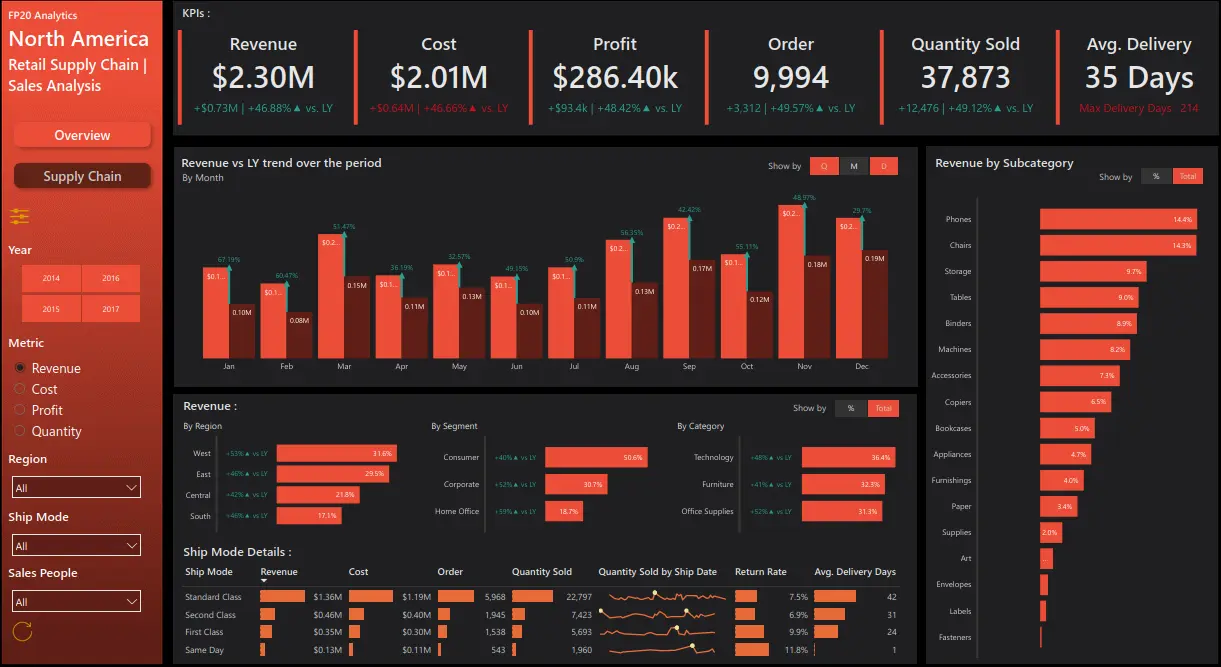 FP20 Analytics
North America
Retail Supply Chain |
Sales Analysis
Overview
Supply Chain
Year
2014 2016
2015 2017
Metric
Revenue
Cost
Profit
Quantity
Region
All
Ship Mode
All
Sales People
All
KPIs :
Revenue
$2.30M
+$0.73M | +46.88%▲ vs. LY
Cost
$2.01M
+$0.64M | +46.66%▲ vs. LY
Profit
$286.40k
+$93.4k | +48.42%▲ vs. LY
Order
9,994
+3,312 | +49.57%▲ vs. LY
Quantity Sold
37,873
+12,476 | +49.12%▲ vs. LY
Avg. Delivery
35 Days
Max Delivery Days 214
Revenue vs LY trend over the period
By Month
Show by Q M D
67.19% 60.47% 51.47% 38.19% 32.57% 49.15% 50.9% 56.35% 42.42% 55.11% 48.97% 29.7%
$0.1... $0.1... $0.2... $0.1... $0.1... $0.1... $0.1... $0.2... $0.2... $0.1... $0.2... $0.2...
0.10M 0.08M 0.15M 0.11M 0.13M 0.10M 0.11M 0.13M 0.17M 0.12M 0.18M 0.19M
Jan Feb Mar Apr May Jun Jul Aug Sep Oct Nov Dec
Revenue :
Show by % Total
By Region
West +53%▲ vs LY 31.6%
East +46%▲ vs LY 29.5%
Central +42%▲ vs LY 21.8%
South +46%▲ vs LY 17.1%
By Segment
Consumer +40%▲ vs LY 50.6%
Corporate +52%▲ vs LY 30.7%
Home Office +59%▲ vs LY 18.7%
By Category
Technology +48%▲ vs LY 36.4%
Furniture +41%▲ vs LY 32.3%
Office Supplies +52%▲ vs LY 31.3%
Ship Mode Details :
Ship Mode Revenue Cost Order Quantity Sold Quantity Sold by Ship Date Return Rate Avg. Delivery Days
Standard Class $1.36M $1.19M 5,968 22,797 7.5% 42
Second Class $0.46M $0.40M 1,945 7,423 6.9% 31
First Class $0.35M $0.30M 1,538 5,693 9.9% 24
Same Day $0.13M $0.11M 543 1,960 11.8% 1
Revenue by Subcategory
Show by % Total
Phones 14.4%
Chairs 14.3%
Storage 9.7%
Tables 9.0%
Binders 8.9%
Machines 8.2%
Accessories 7.3%
Copiers 6.5%
Bookcases 5.0%
Appliances 4.7%
Furnishings 4.0%
Paper 3.4%
Supplies 2.0%
Art ...
Envelopes
Labels
Fasteners